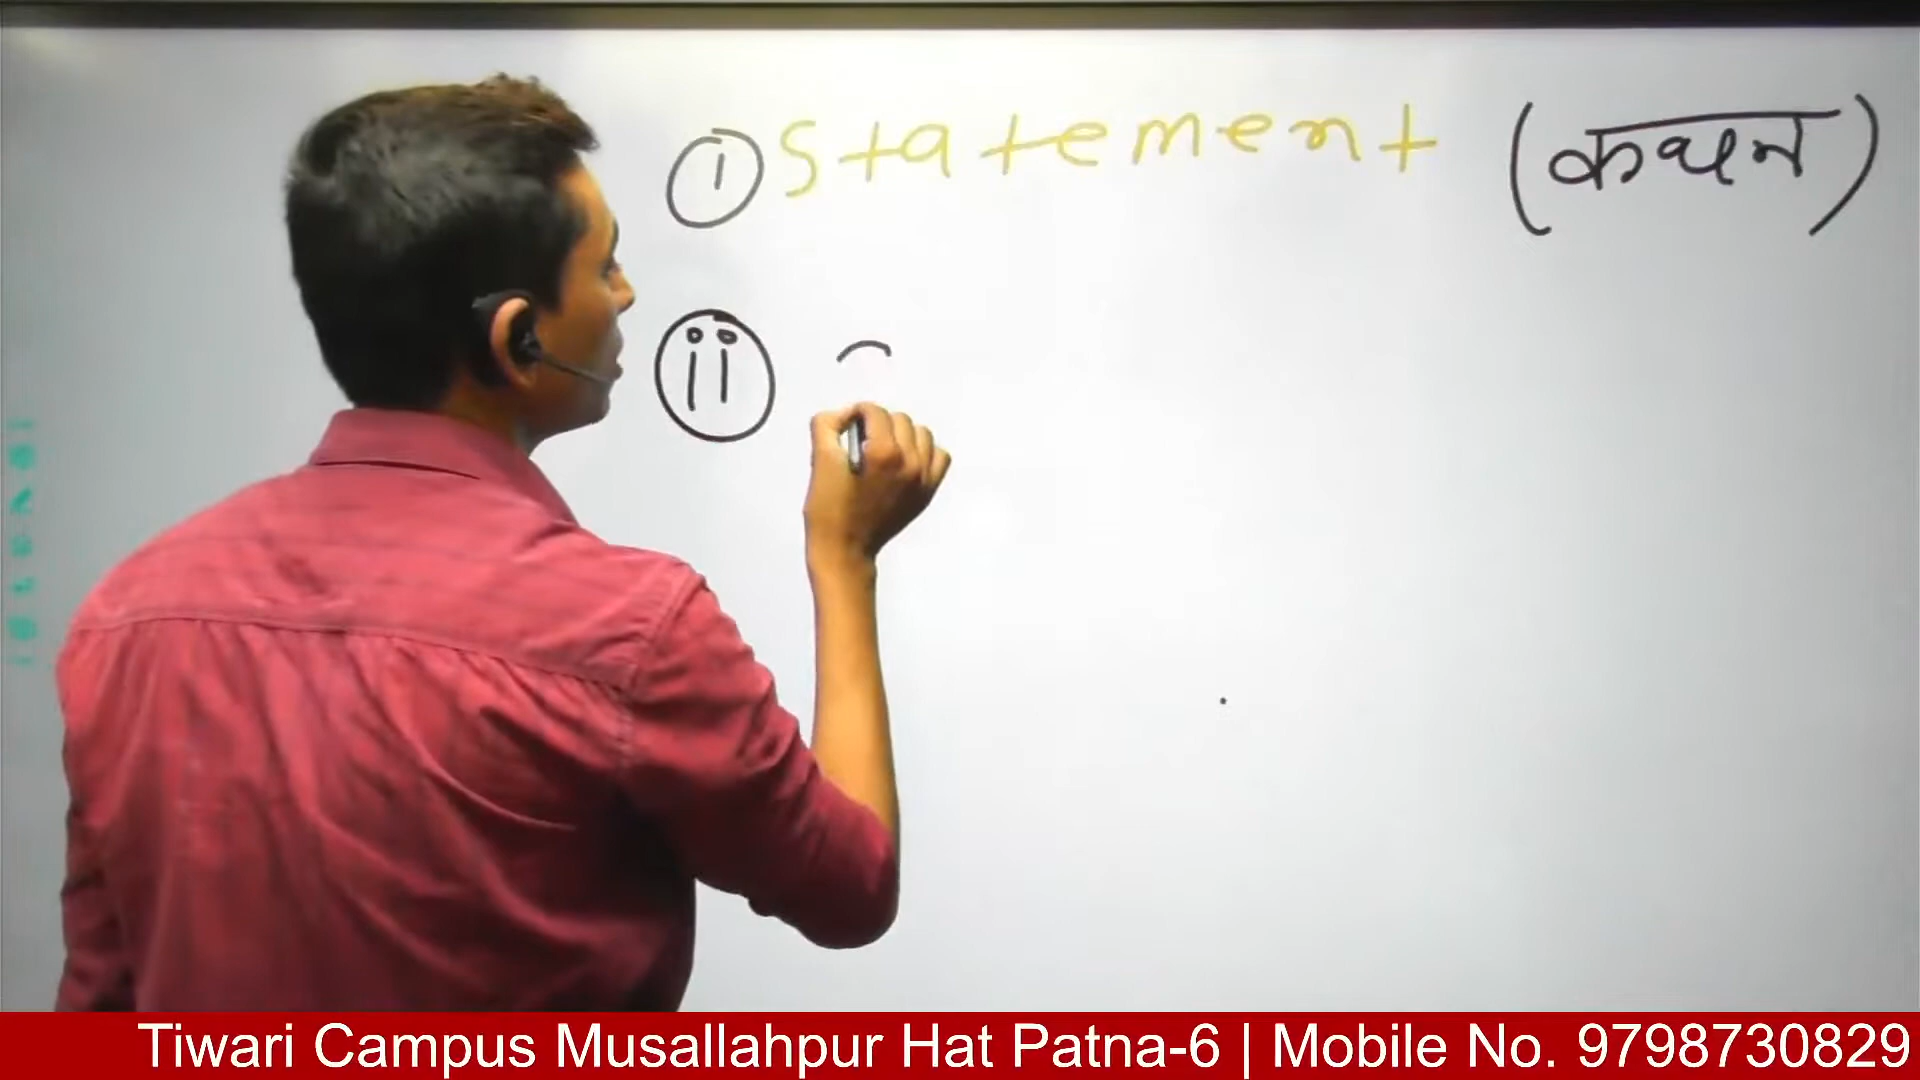 ① Statement (कथन)
ii
Tiwari Campus Musallahpur Hat Patna-6 | Mobile No. 9798730829